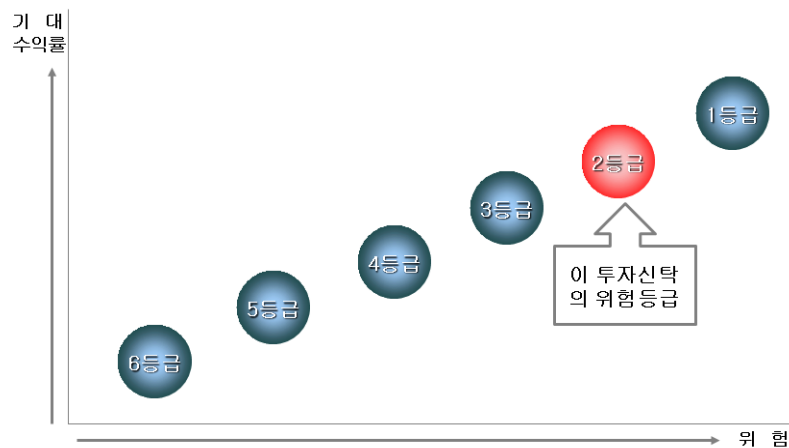 기 대
수익률
1등급
2등급
3등급
4등급
5등급
6등급
이 투자신탁
의 위험등급
위 험